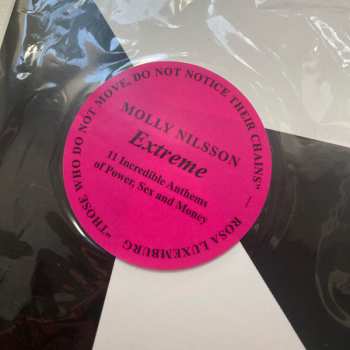 "THOSE WHO DO NOT MOVE, DO NOT NOTICE THEIR CHAINS" ROSA LUXEMBURG
MOLLY NILSSON
Extreme
11 Incredible Anthems
of Power, Sex and Money